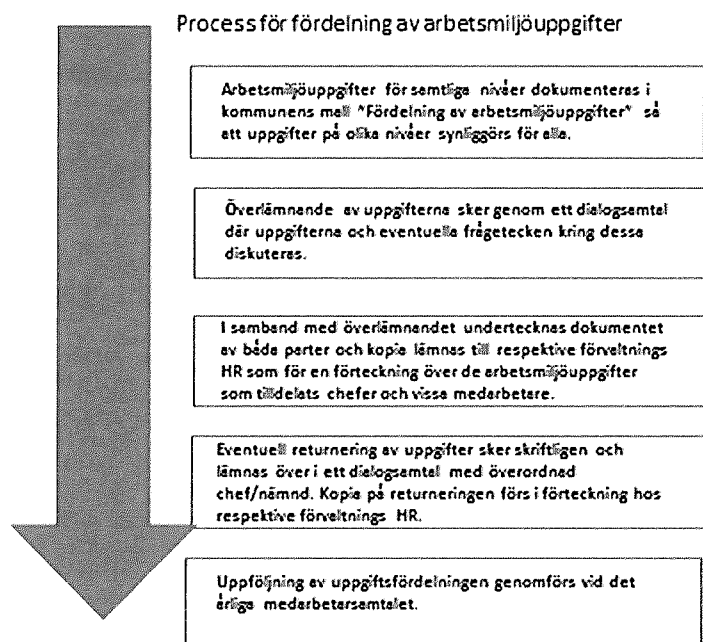 Process för fördelning av arbetsmiljöuppgifter
Arbetsmiljöuppgifter för samtliga nivåer dokumenteras i
kommunens mall "Fördelning av arbetsmiljöuppgifter" så
att uppgifter på olika nivåer synliggörs för alla.
Överlämnande av uppgifterna sker genom ett dialogsamtal
där uppgifterna och eventuella frågetecken kring dessa
diskuteras.
I samband med överlämnandet undertecknas dokumentet
av båda parter och kopia lämnas till respektive förvaltnings
HR som för en förteckning över de arbetsmiljöuppgifter
som tilldelats chefer och vissa medarbetare.
Eventuell returnering av uppgifter sker skriftligen och
lämnas över i ett dialogsamtal med överordnad
chef/nämnd. Kopia på returneringen förs i förteckning hos
respektive förvaltnings HR.
Uppföljning av uppgiftsfördelningen genomförs vid det
årliga medarbetarsamtalet.